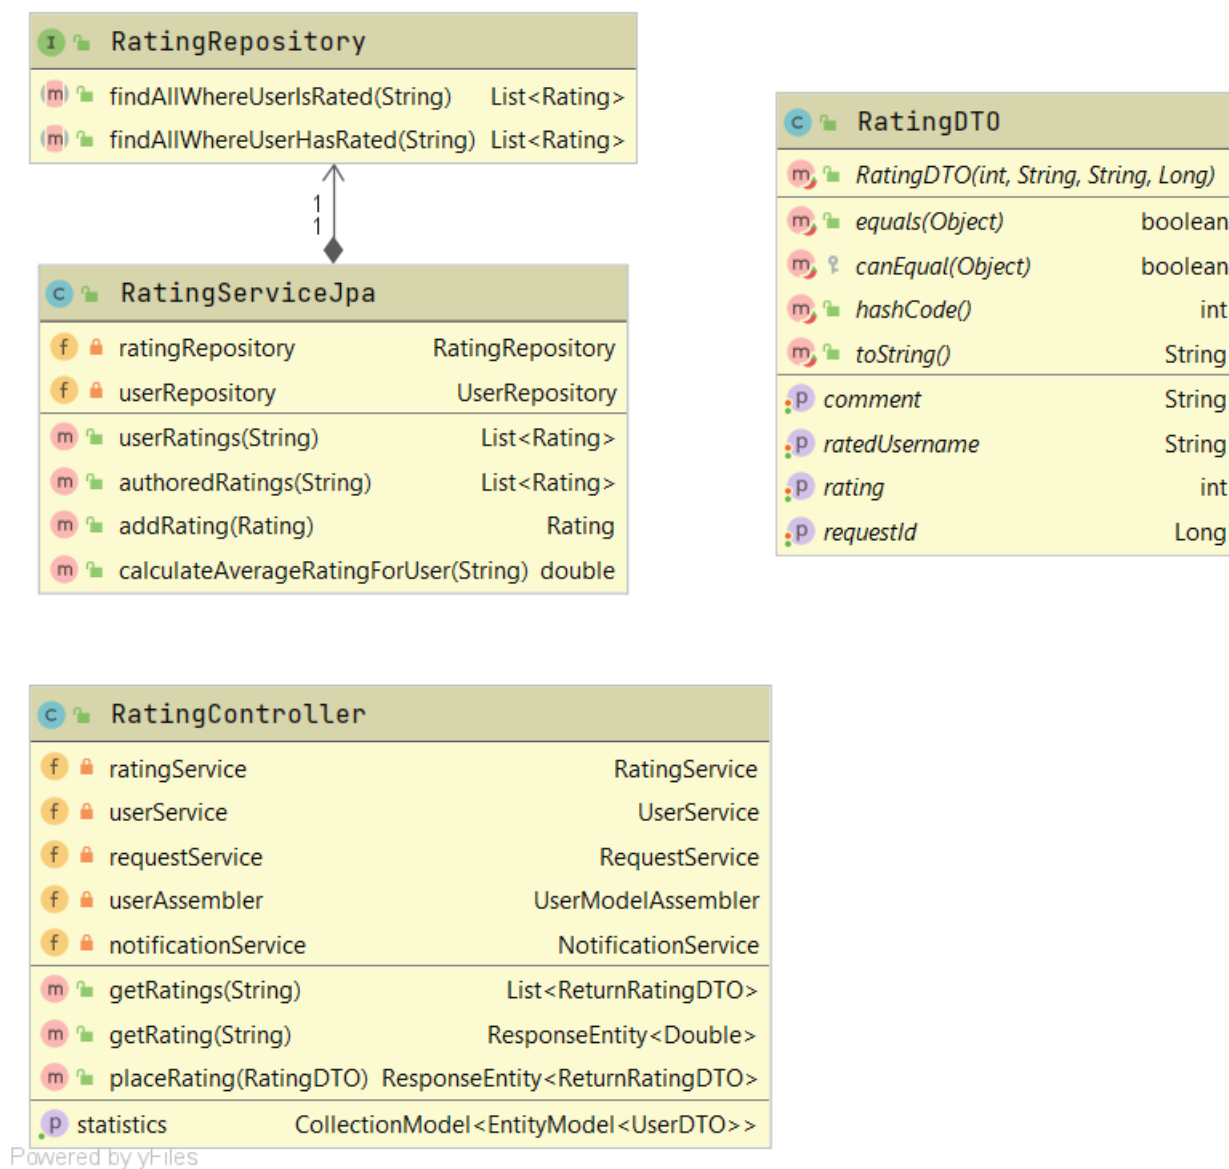 RatingRepository
findAllWhereUserIsRated(String) List<Rating>
findAllWhereUserHasRated(String) List<Rating>
1
1
RatingServiceJpa
ratingRepository RatingRepository
userRepository UserRepository
userRatings(String) List<Rating>
authoredRatings(String) List<Rating>
addRating(Rating) Rating
calculateAverageRatingForUser(String) double
RatingDTO
RatingDTO(int, String, String, Long)
equals(Object) boolean
canEqual(Object) boolean
hashCode() int
toString() String
comment String
ratedUsername String
rating int
requestId Long
RatingController
ratingService RatingService
userService UserService
requestService RequestService
userAssembler UserModelAssembler
notificationService NotificationService
getRatings(String) List<ReturnRatingDTO>
getRating(String) ResponseEntity<Double>
placeRating(RatingDTO) ResponseEntity<ReturnRatingDTO>
statistics CollectionModel<EntityModel<UserDTO>>
Powered by yFiles